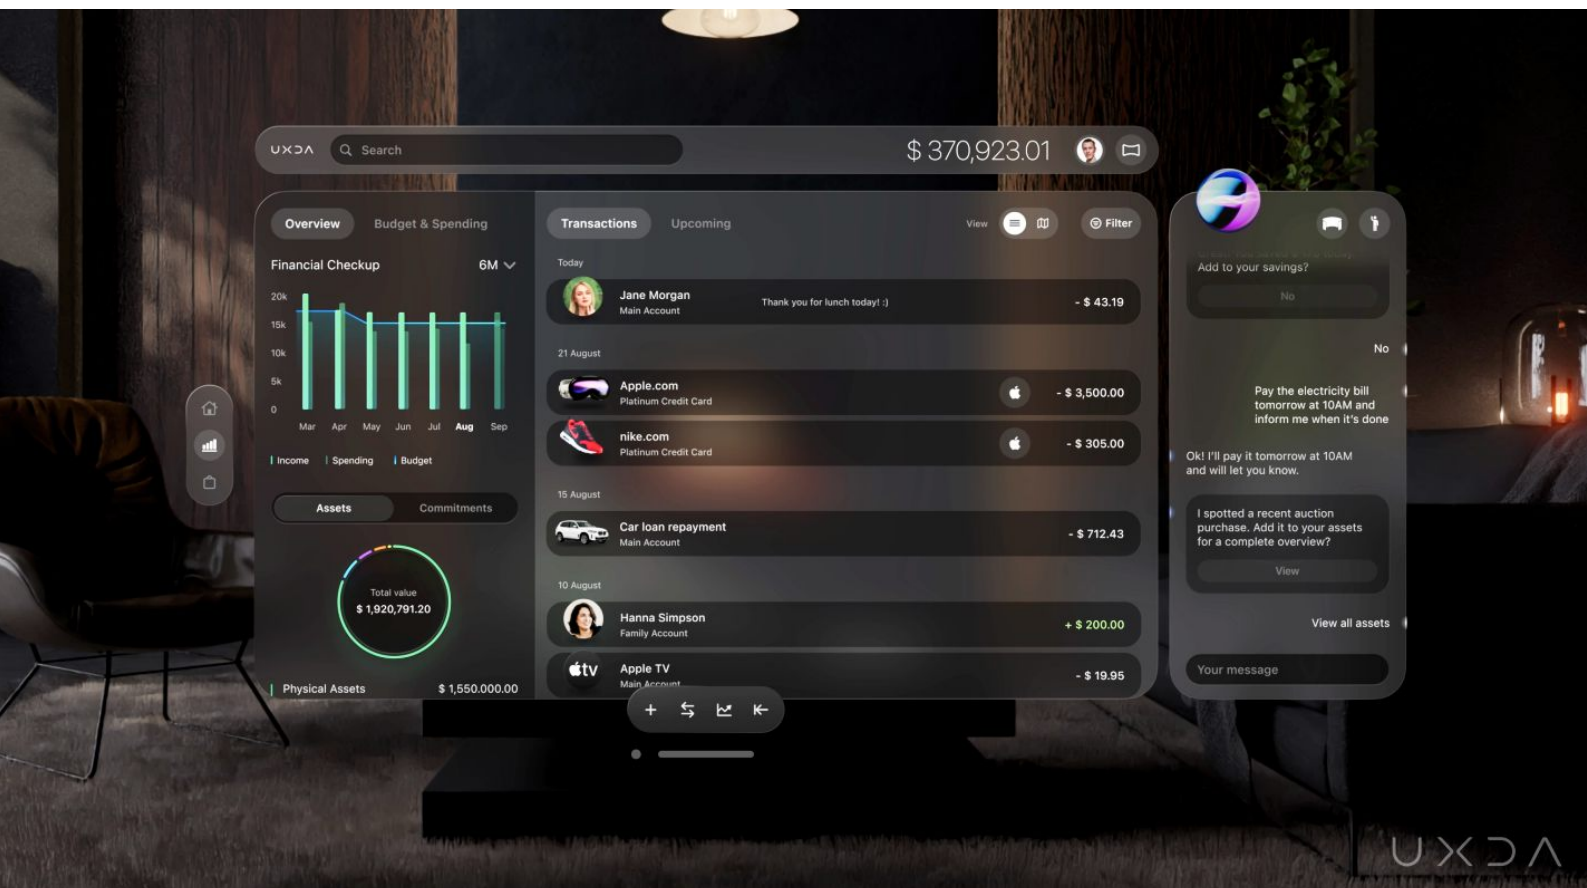 UXDA
Search
$ 370,923.01
Overview
Budget & Spending
Financial Checkup
6M
20k
15k
10k
5k
0
Mar
Apr
May
Jun
Jul
Aug
Sep
Income
Spending
Budget
Assets
Commitments
Total value
$ 1,920,791.20
Physical Assets
$ 1,550.000.00
Transactions
Upcoming
View
Filter
Today
Jane Morgan
Main Account
Thank you for lunch today! :)
- $ 43.19
21 August
Apple.com
Platinum Credit Card
- $ 3,500.00
nike.com
Platinum Credit Card
- $ 305.00
15 August
Car loan repayment
Main Account
- $ 712.43
10 August
Hanna Simpson
Family Account
+ $ 200.00
tv
Apple TV
Main Account
- $ 19.95
Add to your savings?
No
No
Pay the electricity bill
tomorrow at 10AM and
inform me when it's done
Ok! I'll pay it tomorrow at 10AM
and will let you know.
I spotted a recent auction
purchase. Add it to your assets
for a complete overview?
View
View all assets
Your message
UXDA